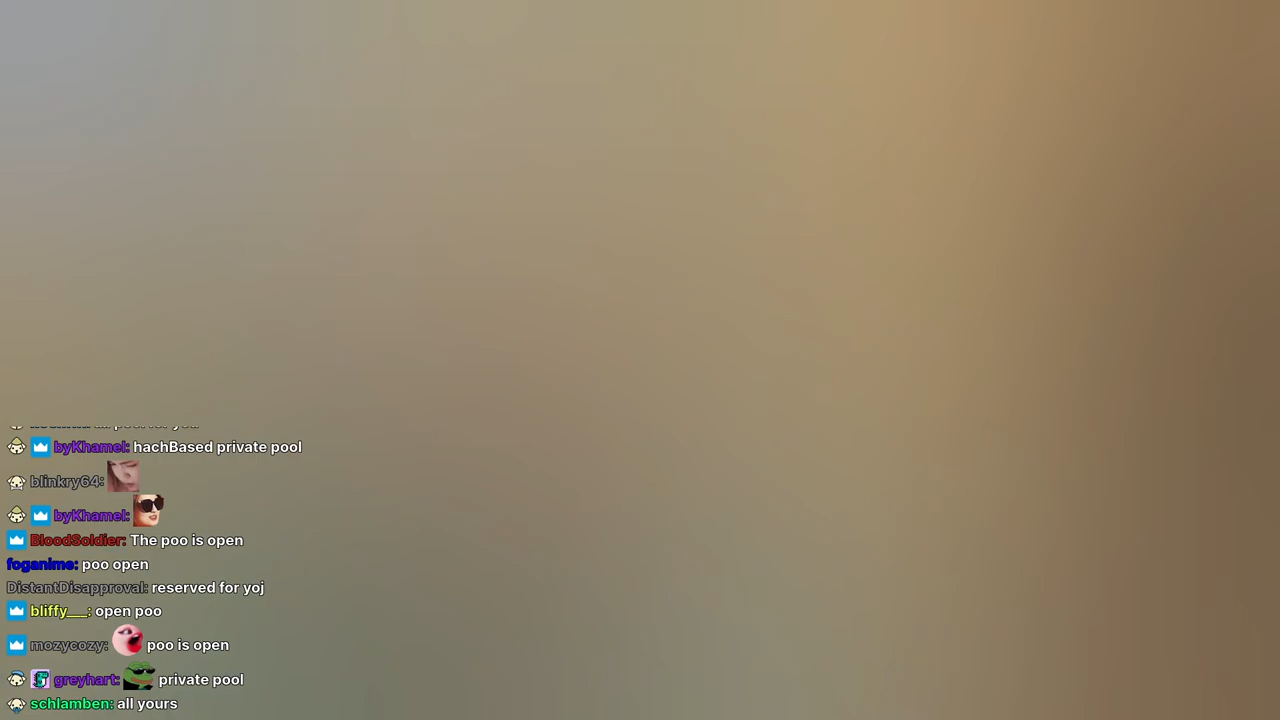 byKhamel: hachBased private pool
blinkry64:
byKhamel:
BloodSoldier: The poo is open
foganime: poo open
DistantDisapproval: reserved for yoj
bliffy___: open poo
mozycozy: poo is open
greyhart: private pool
schlamben: all yours